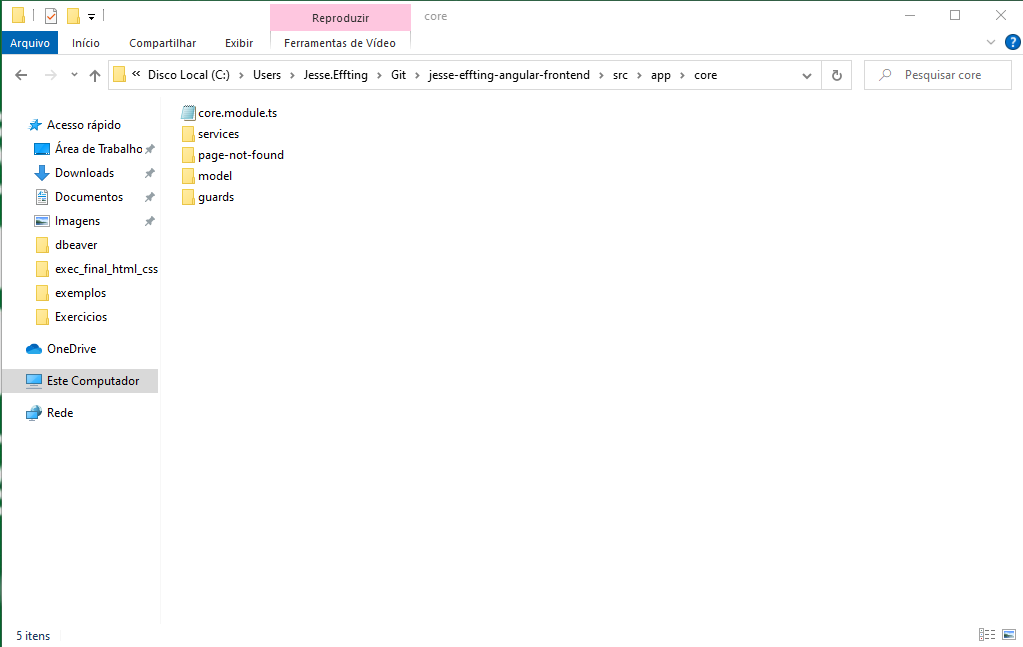 Reproduzir
core
Arquivo
Início
Compartilhar
Exibir
Ferramentas de Vídeo
?
« Disco Local (C:) > Users > Jesse.Effting > Git > jesse-effting-angular-frontend > src > app > core
Pesquisar core
Acesso rápido
Área de Trabalho
Downloads
Documentos
Imagens
dbeaver
exec_final_html_css
exemplos
Exercicios
OneDrive
Este Computador
Rede
core.module.ts
services
page-not-found
model
guards
5 itens